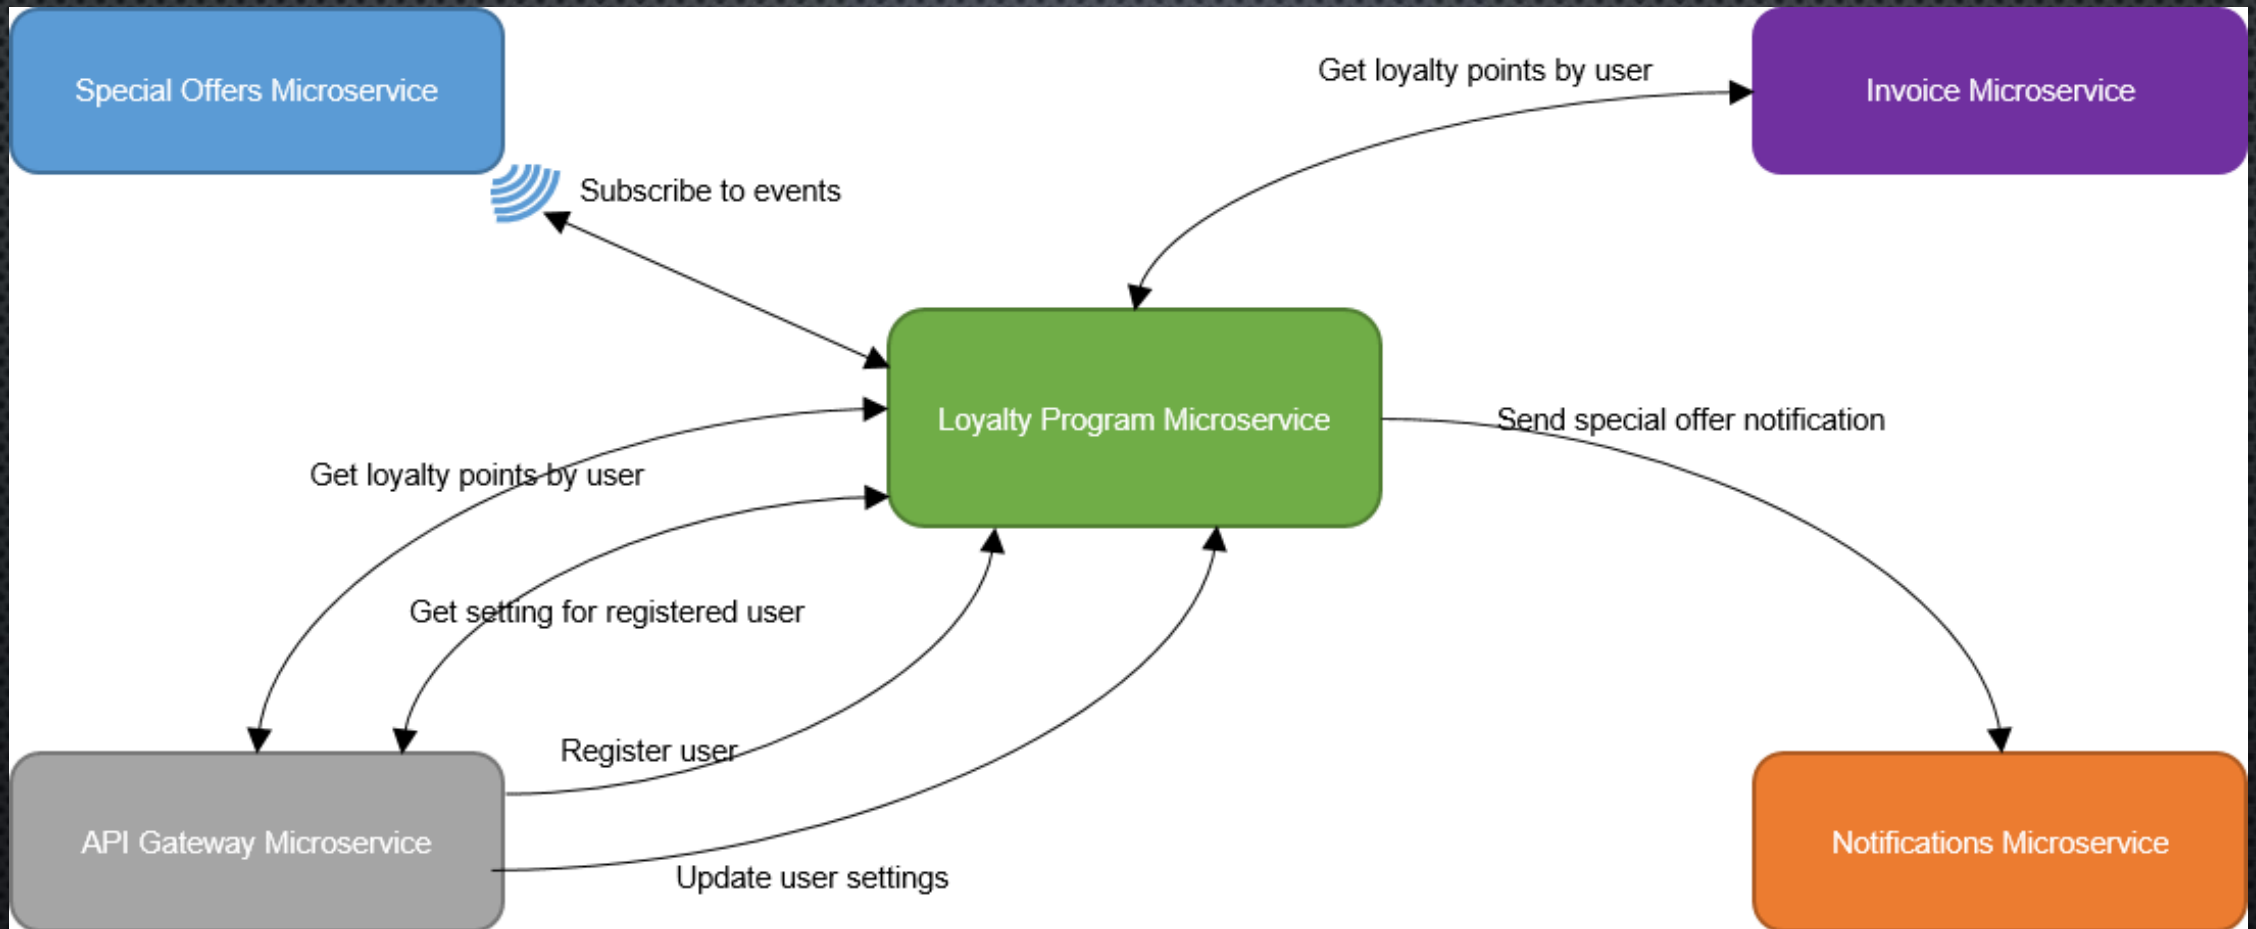 Special Offers Microservice
Get loyalty points by user
Invoice Microservice
Subscribe to events
Loyalty Program Microservice
Send special offer notification
Get loyalty points by user
Get setting for registered user
Register user
API Gateway Microservice
Update user settings
Notifications Microservice